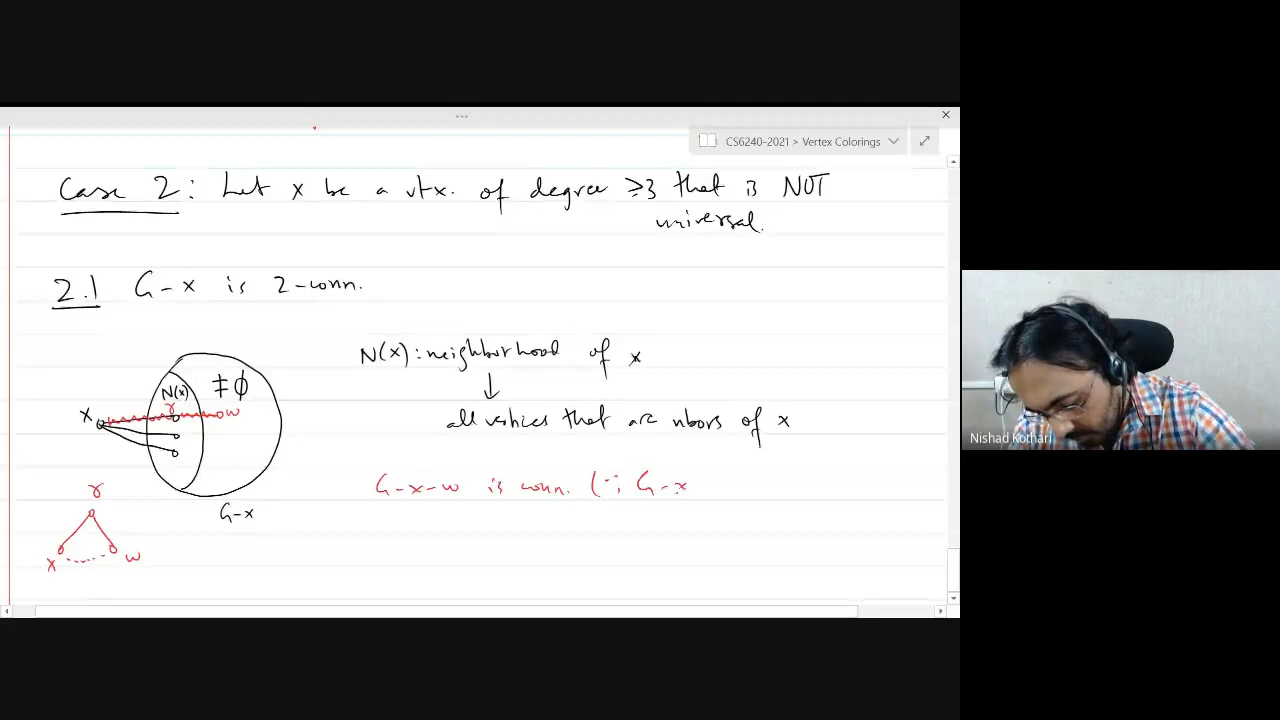 CS6240-2021 > Vertex Colorings
Case 2: Let x be a vtx. of degree ≥3 that is NOT
universal.
2.1 G-x is 2-conn.
N(x): neighborhood of x
↓
all vertices that are nbors of x
N(x) ≠ ϕ
x r w
G-x-w is conn. (∵ G-x
G-x
r
x w
Nishad Kothari